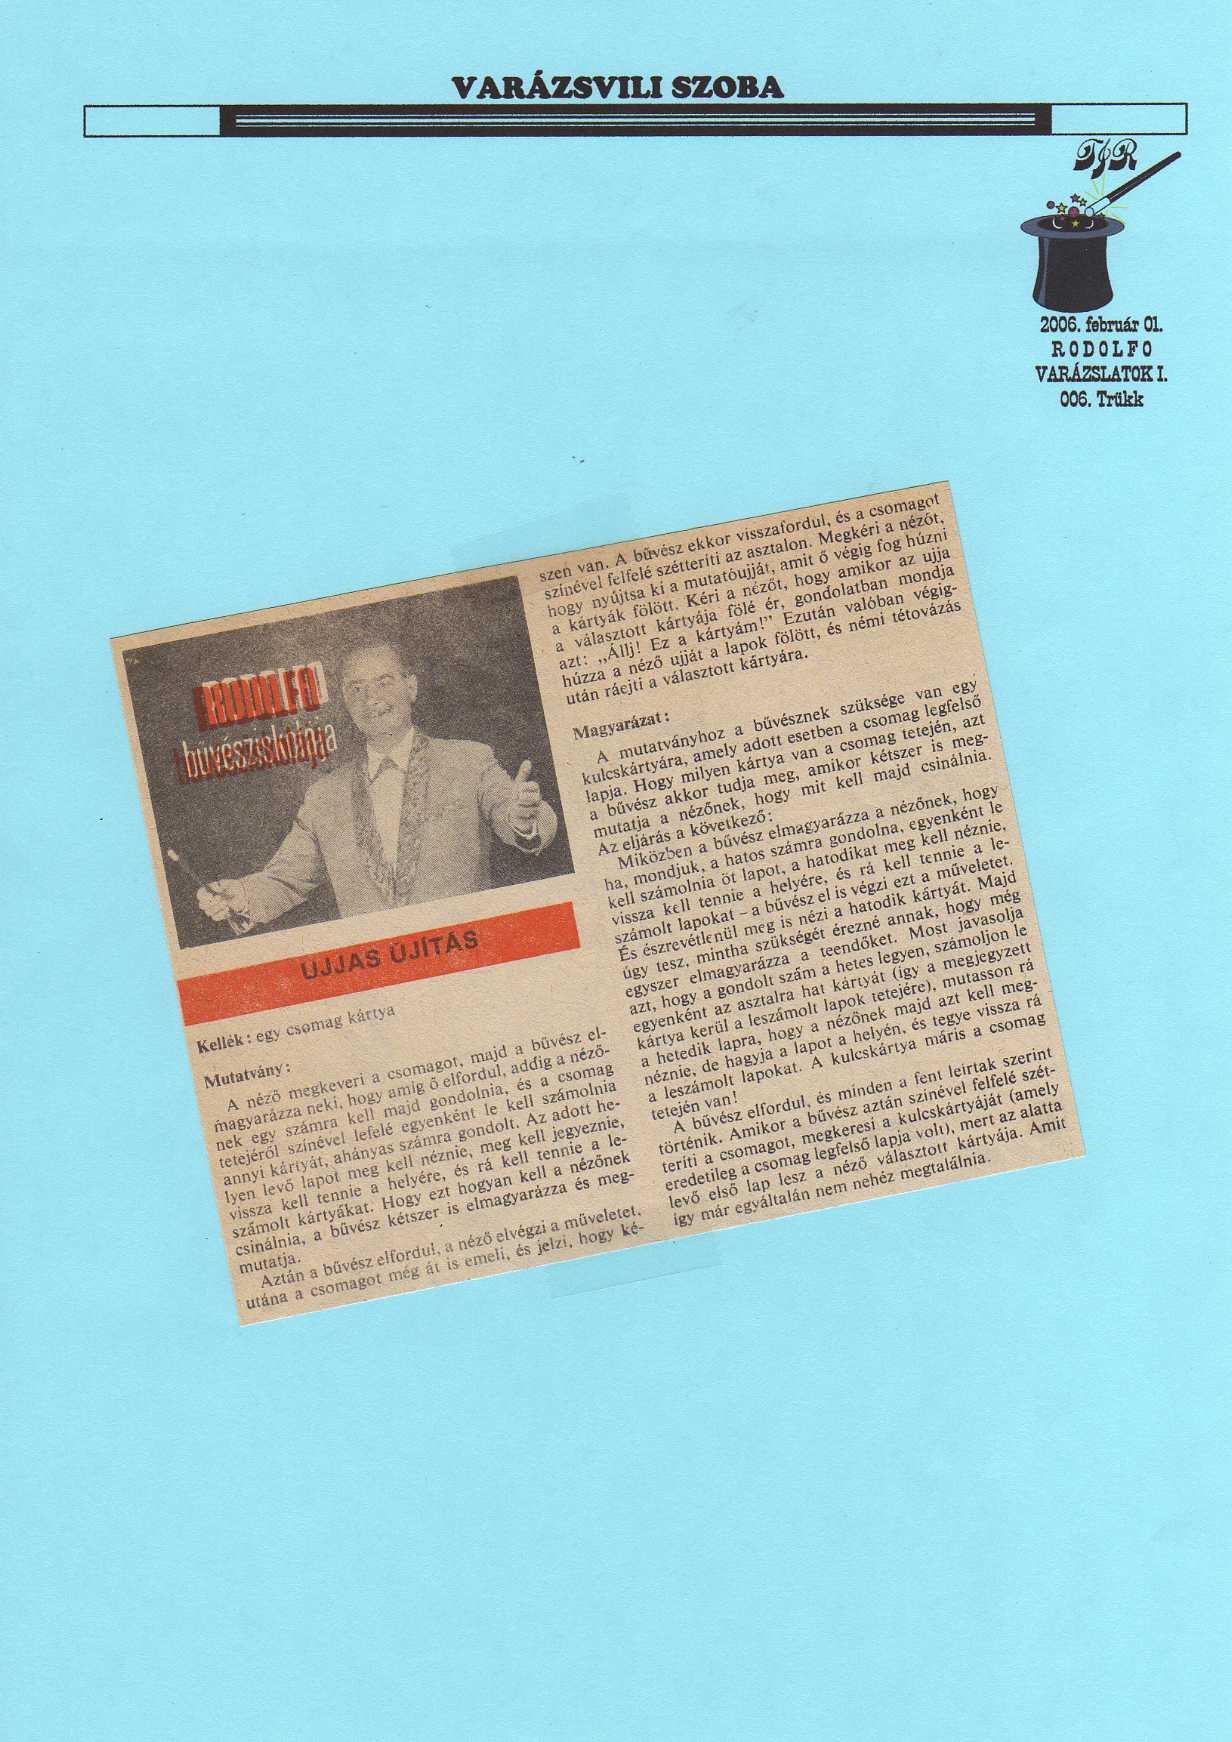 VARÁZSVILI SZOBA
TJR
2006. február 01.
RODOLFO
VARÁZSLATOK I.
006. Trükk
RODOLFO
bűvésziskolája
UJJAS ÚJÍTÁS
Kellék: egy csomag kártya
Mutatvány:
A néző megkeveri a csomagot, majd a bűvész el-
magyarázza neki, hogy amíg ő elfordul, addig a néző-
nek egy számra kell majd gondolnia, és a csomag
tetejéről színével lefelé egyenként le kell számolnia
annyi kártyát, ahányas számra gondolt. Az adott he-
lyen levő lapot meg kell néznie, meg kell jegyeznie,
vissza kell tennie a helyére, és rá kell tennie a le-
számolt kártyákat. Hogy ezt hogyan kell a nézőnek
csinálnia, a bűvész kétszer is elmagyarázza és meg-
mutatja.
Aztán a bűvész elfordul, a néző elvégzi a műveletet,
utána a csomagot még át is emeli, és jelzi, hogy ké-
szen van. A bűvész ekkor visszafordul, és a csomagot
színével felfelé szétteríti az asztalon. Megkéri a nézőt,
hogy nyújtsa ki a mutatóujját, amit ő végig fog húzni
a kártyák fölött. Kéri a nézőt, hogy amikor az ujja
a választott kártyája fölé ér, gondolatban mondja
azt: „Állj! Ez a kártyám!” Ezután valóban végig-
húzza a néző ujját a lapok fölött, és némi tétovázás
után ráejti a választott kártyára.
Magyarázat:
A mutatványhoz a bűvésznek szüksége van egy
kulcskártyára, amely adott esetben a csomag legfelső
lapja. Hogy milyen kártya van a csomag tetején, azt
a bűvész akkor tudja meg, amikor kétszer is meg-
mutatja a nézőnek, hogy mit kell majd csinálnia.
Az eljárás a következő:
Miközben a bűvész elmagyarázza a nézőnek, hogy
ha, mondjuk, a hatos számra gondolna, egyenként le
kell számolnia öt lapot, a hatodikat meg kell néznie,
vissza kell tennie a helyére, és rá kell tennie a le-
számolt lapokat – a bűvész el is végzi ezt a műveletet.
És észrevétlenül meg is nézi a hatodik kártyát. Majd
úgy tesz, mintha szükségét érezné annak, hogy még
egyszer elmagyarázza a teendőket. Most javasolja
azt, hogy a gondolt szám a hetes legyen, számoljon le
egyenként az asztalra hat kártyát (így a megjegyzett
kártya kerül a leszámolt lapok tetejére), mutasson rá
a hetedik lapra, hogy a nézőnek majd azt kell meg-
néznie, de hagyja a lapot a helyén, és tegye vissza rá
a leszámolt lapokat. A kulcskártya máris a csomag
tetején van!
A bűvész elfordul, és minden a fent leírtak szerint
történik. Amikor a bűvész aztán színével felfelé szét-
teríti a csomagot, megkeresi a kulcskártyáját (amely
eredetileg a csomag legfelső lapja volt), mert az alatta
levő első lap lesz a néző választott kártyája. Amit
így már egyáltalán nem nehéz megtalálnia.